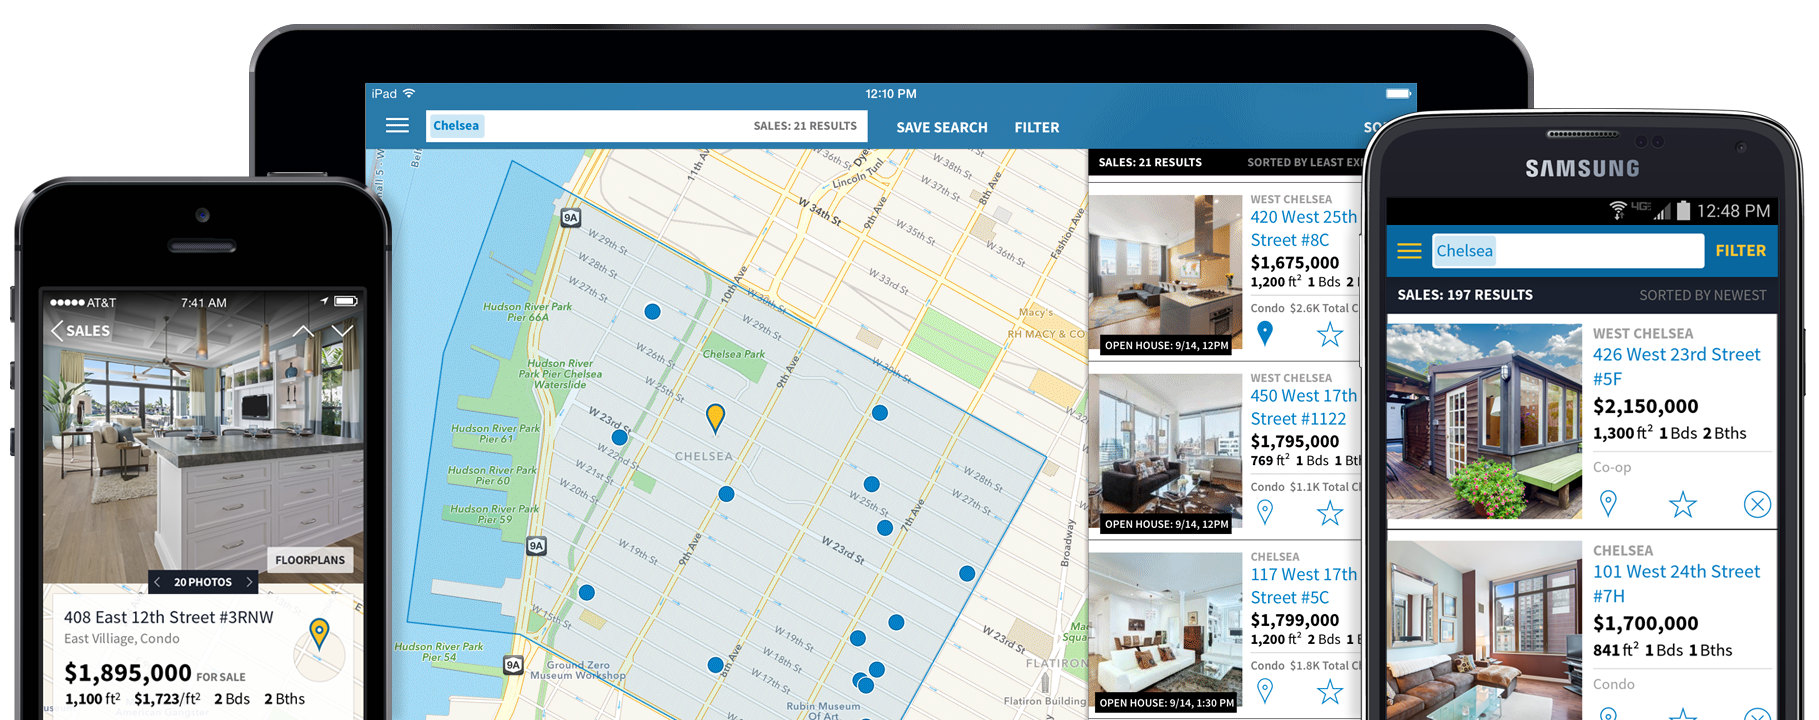 AT&T
7:41 AM
SALES
FLOORPLANS
20 PHOTOS
408 East 12th Street #3RNW
East Villiage, Condo
$1,895,000 FOR SALE
1,100 ft² $1,723/ft² 2 Bds 2 Bths
iPad
12:10 PM
Chelsea
SALES: 21 RESULTS
SAVE SEARCH
FILTER
11th Av
W 36th St
Dyer
Lincoln Tunl
W 38th St
W 37th St
8th Ave
Fashion Ave
W 34th St
9th Ave
W 35th St
W 36th St
9A
W 29th St
W 28th St
W 27th St
W 33rd St
10th Ave
W 30th St
Hudson River Park
Pier 66A
W 29th St
Macy's
RH MACY & CO
W 26th St
Chelsea Park
Hudson River
Park Pier Chelsea
Waterslide
W 25th St
9th Ave
W 30th St
W 23rd St
Hudson River Park
Pier 61
W 22nd St
CHELSEA
W 21st St
Hudson River Park
Pier 60
W 20th St
W 28th St
W 27th St
W 25th St
Hudson River Park
Pier 59
7th Ave
Broadway
9A
W 19th St
9th Ave
W 23rd St
W 15th St
W 19th St
W 23rd St
Hudson River Park
Pier 54
9A
Ground Zero
Museum Workshop
8th Ave
W 18th St
W 17th St
FLATIRON
Flatiron Building
Rubin Museum
Of Art
SALES: 21 RESULTS
SORTED BY LEAST EX
WEST CHELSEA
420 West 25th
Street #8C
$1,675,000
1,200 ft² 1 Bds 2
Condo $2.6K Total C
OPEN HOUSE: 9/14, 12PM
WEST CHELSEA
450 West 17th
Street #1122
$1,795,000
769 ft² 1 Bds 1 Bt
Condo $1.1K Total C
OPEN HOUSE: 9/14, 12PM
CHELSEA
117 West 17th
Street #5C
$1,799,000
1,200 ft² 2 Bds 1
Condo $1.8K Total C
OPEN HOUSE: 9/14, 1:30 PM
SAMSUNG
4G
12:48 PM
Chelsea
FILTER
SALES: 197 RESULTS
SORTED BY NEWEST
WEST CHELSEA
426 West 23rd Street
#5F
$2,150,000
1,300 ft² 1 Bds 2 Bths
Co-op
CHELSEA
101 West 24th Street
#7H
$1,700,000
841 ft² 1 Bds 1 Bths
Condo